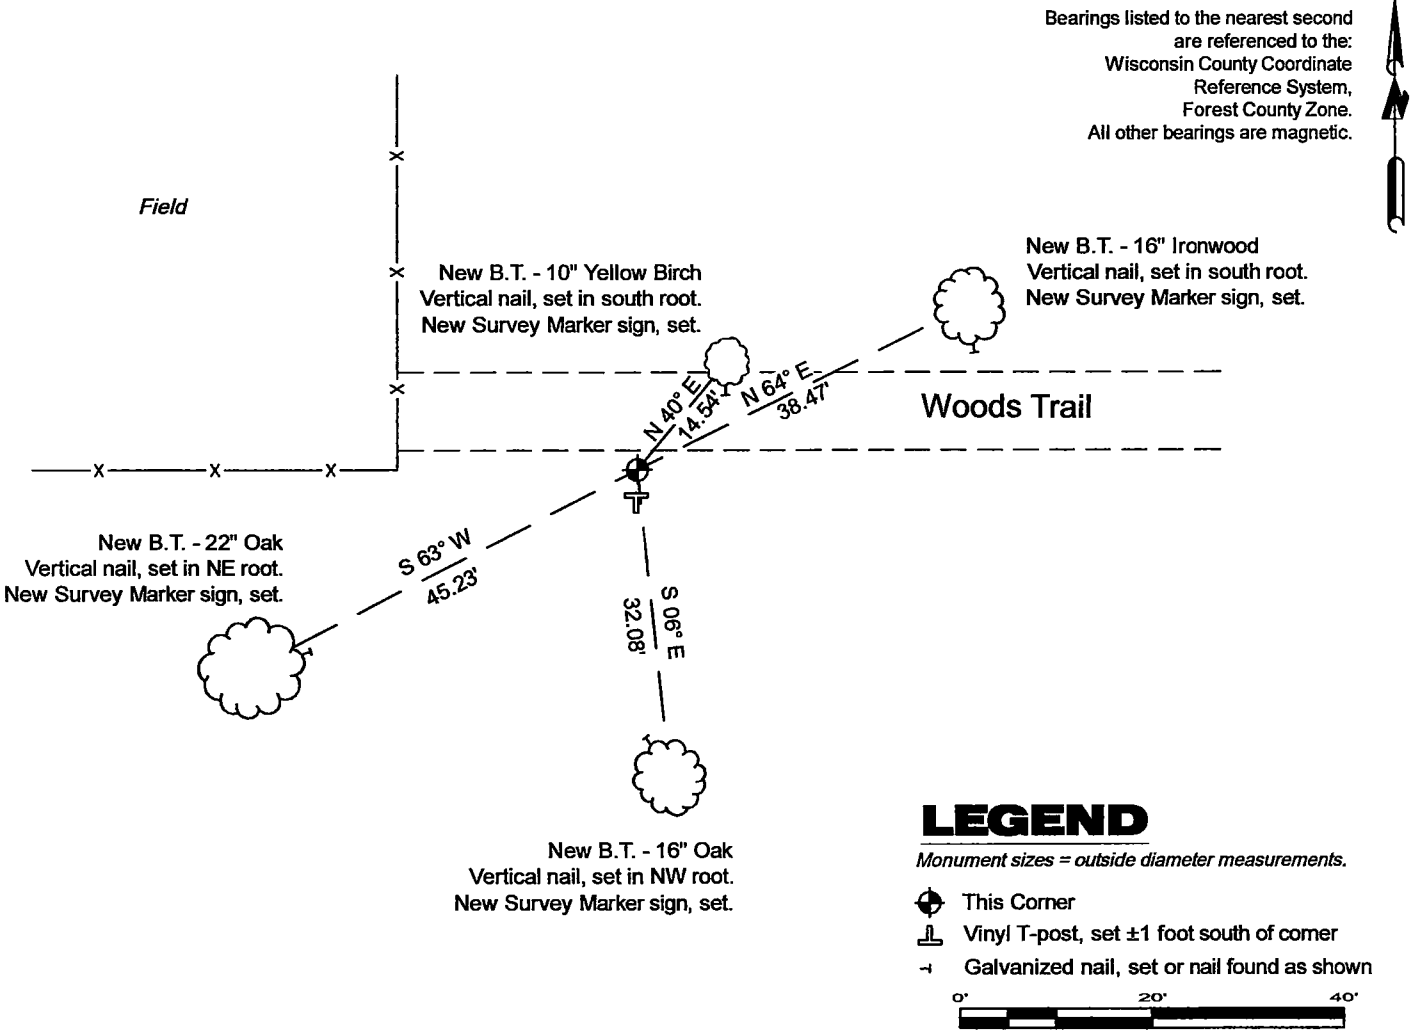 Bearings listed to the nearest second
are referenced to the:
Wisconsin County Coordinate
Reference System,
Forest County Zone.
All other bearings are magnetic.
N
Field
New B.T. - 10" Yellow Birch
Vertical nail, set in south root.
New Survey Marker sign, set.
New B.T. - 16" Ironwood
Vertical nail, set in south root.
New Survey Marker sign, set.
N 40° E
14.54'
N 64° E
38.47'
Woods Trail
New B.T. - 22" Oak
Vertical nail, set in NE root.
New Survey Marker sign, set.
S 63° W
45.23'
S 06° E
32.08'
New B.T. - 16" Oak
Vertical nail, set in NW root.
New Survey Marker sign, set.
LEGEND
Monument sizes = outside diameter measurements.
This Corner
Vinyl T-post, set ±1 foot south of corner
Galvanized nail, set or nail found as shown
0' 20' 40'